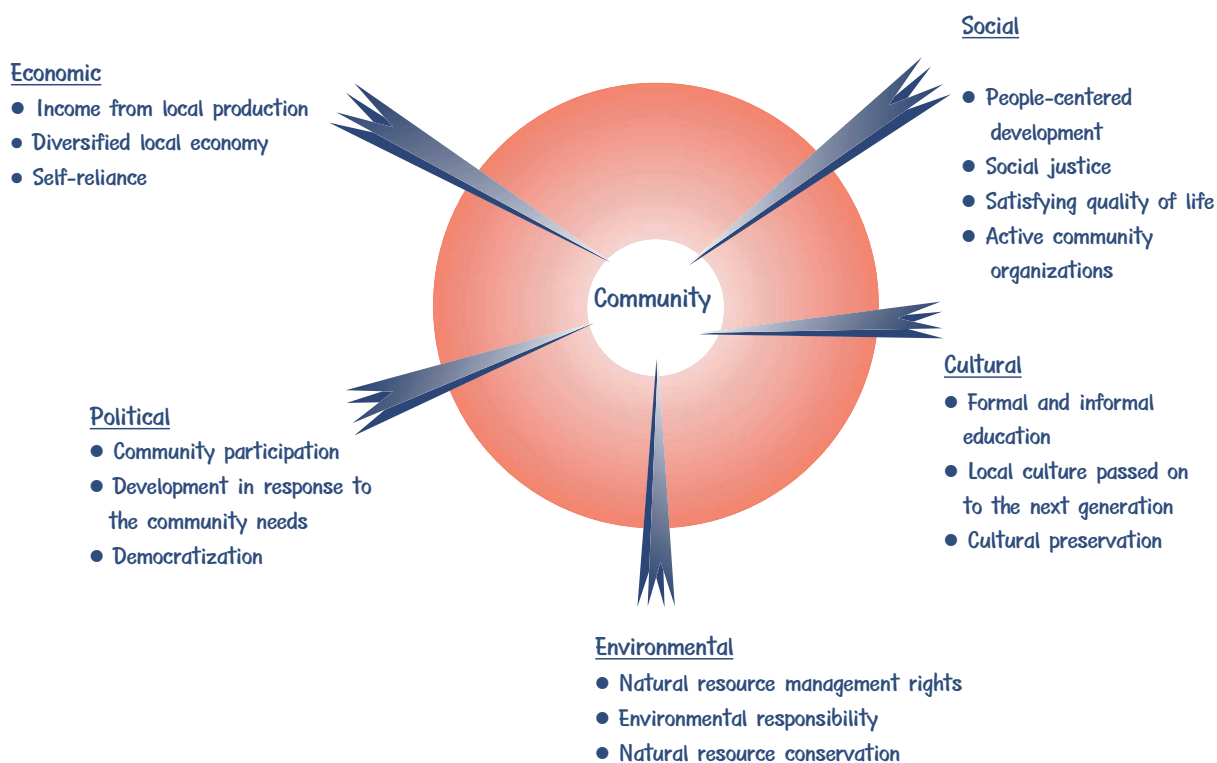 Social
Economic
● Income from local production
● Diversified local economy
● Self-reliance
● People-centered
development
● Social justice
● Satisfying quality of life
● Active community
organizations
Community
Cultural
● Formal and informal
education
● Local culture passed on
to the next generation
● Cultural preservation
Political
● Community participation
● Development in response to
the community needs
● Democratization
Environmental
● Natural resource management rights
● Environmental responsibility
● Natural resource conservation